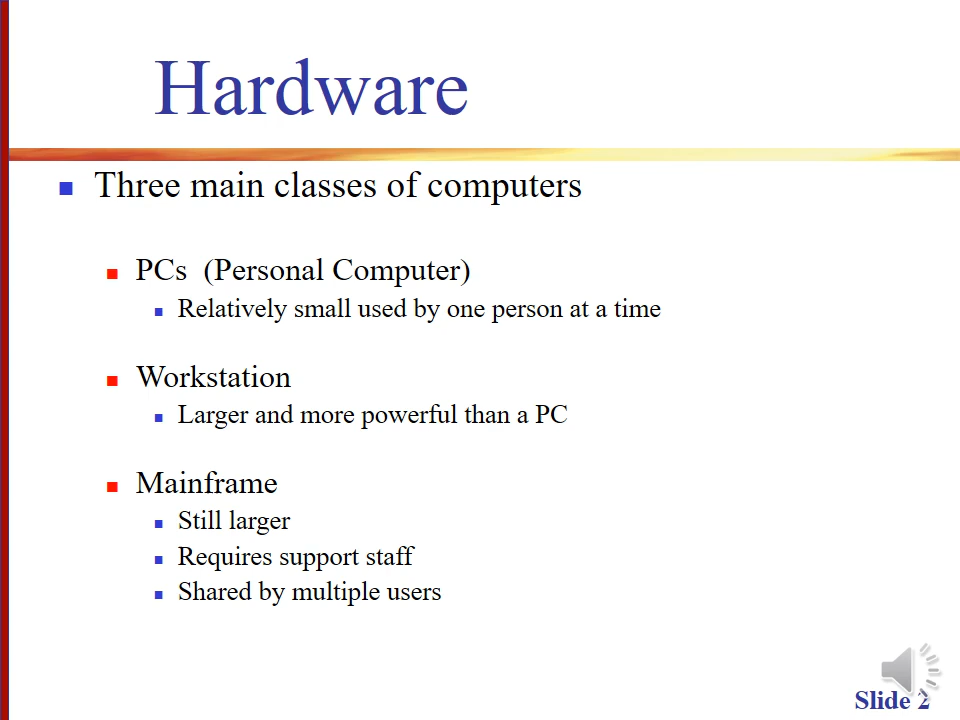 Hardware
Three main classes of computers
PCs (Personal Computer)
Relatively small used by one person at a time
Workstation
Larger and more powerful than a PC
Mainframe
Still larger
Requires support staff
Shared by multiple users
Slide 2